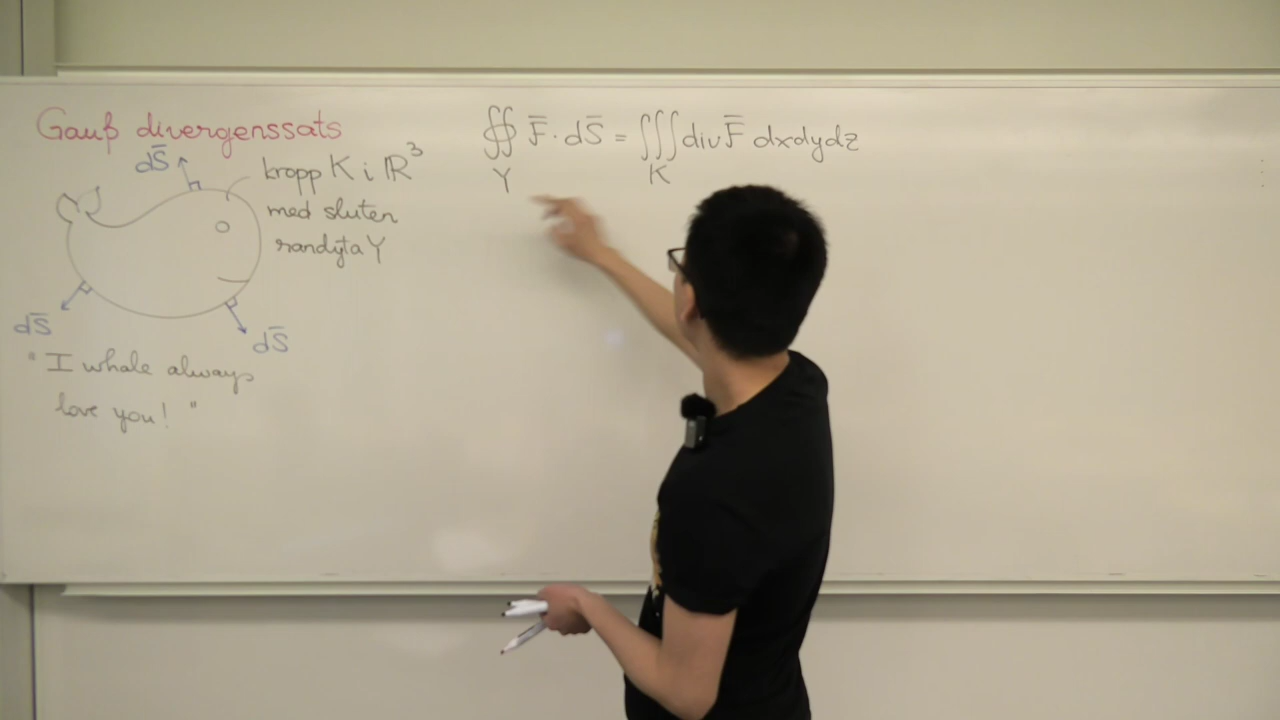 Gauß divergenssats
dS̄
kropp K i ℝ³
med sluten
randyta Y
dS̄
dS̄
"I whale always
love you!"
∯ F̄ · dS̄ = ∭ div F̄ dxdydz
Y K